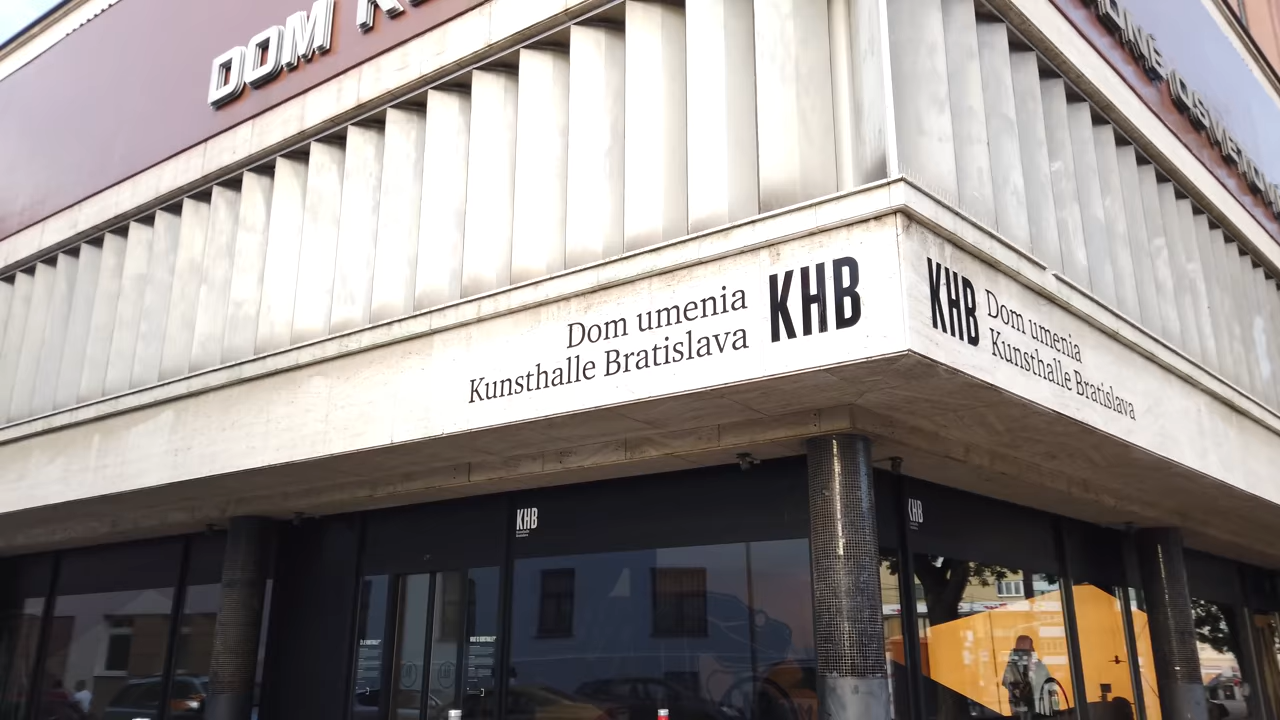 DOM
Dom umenia
Kunsthalle Bratislava
KHB
KHB
Dom umenia
Kunsthalle Bratislava
KHB
KHB